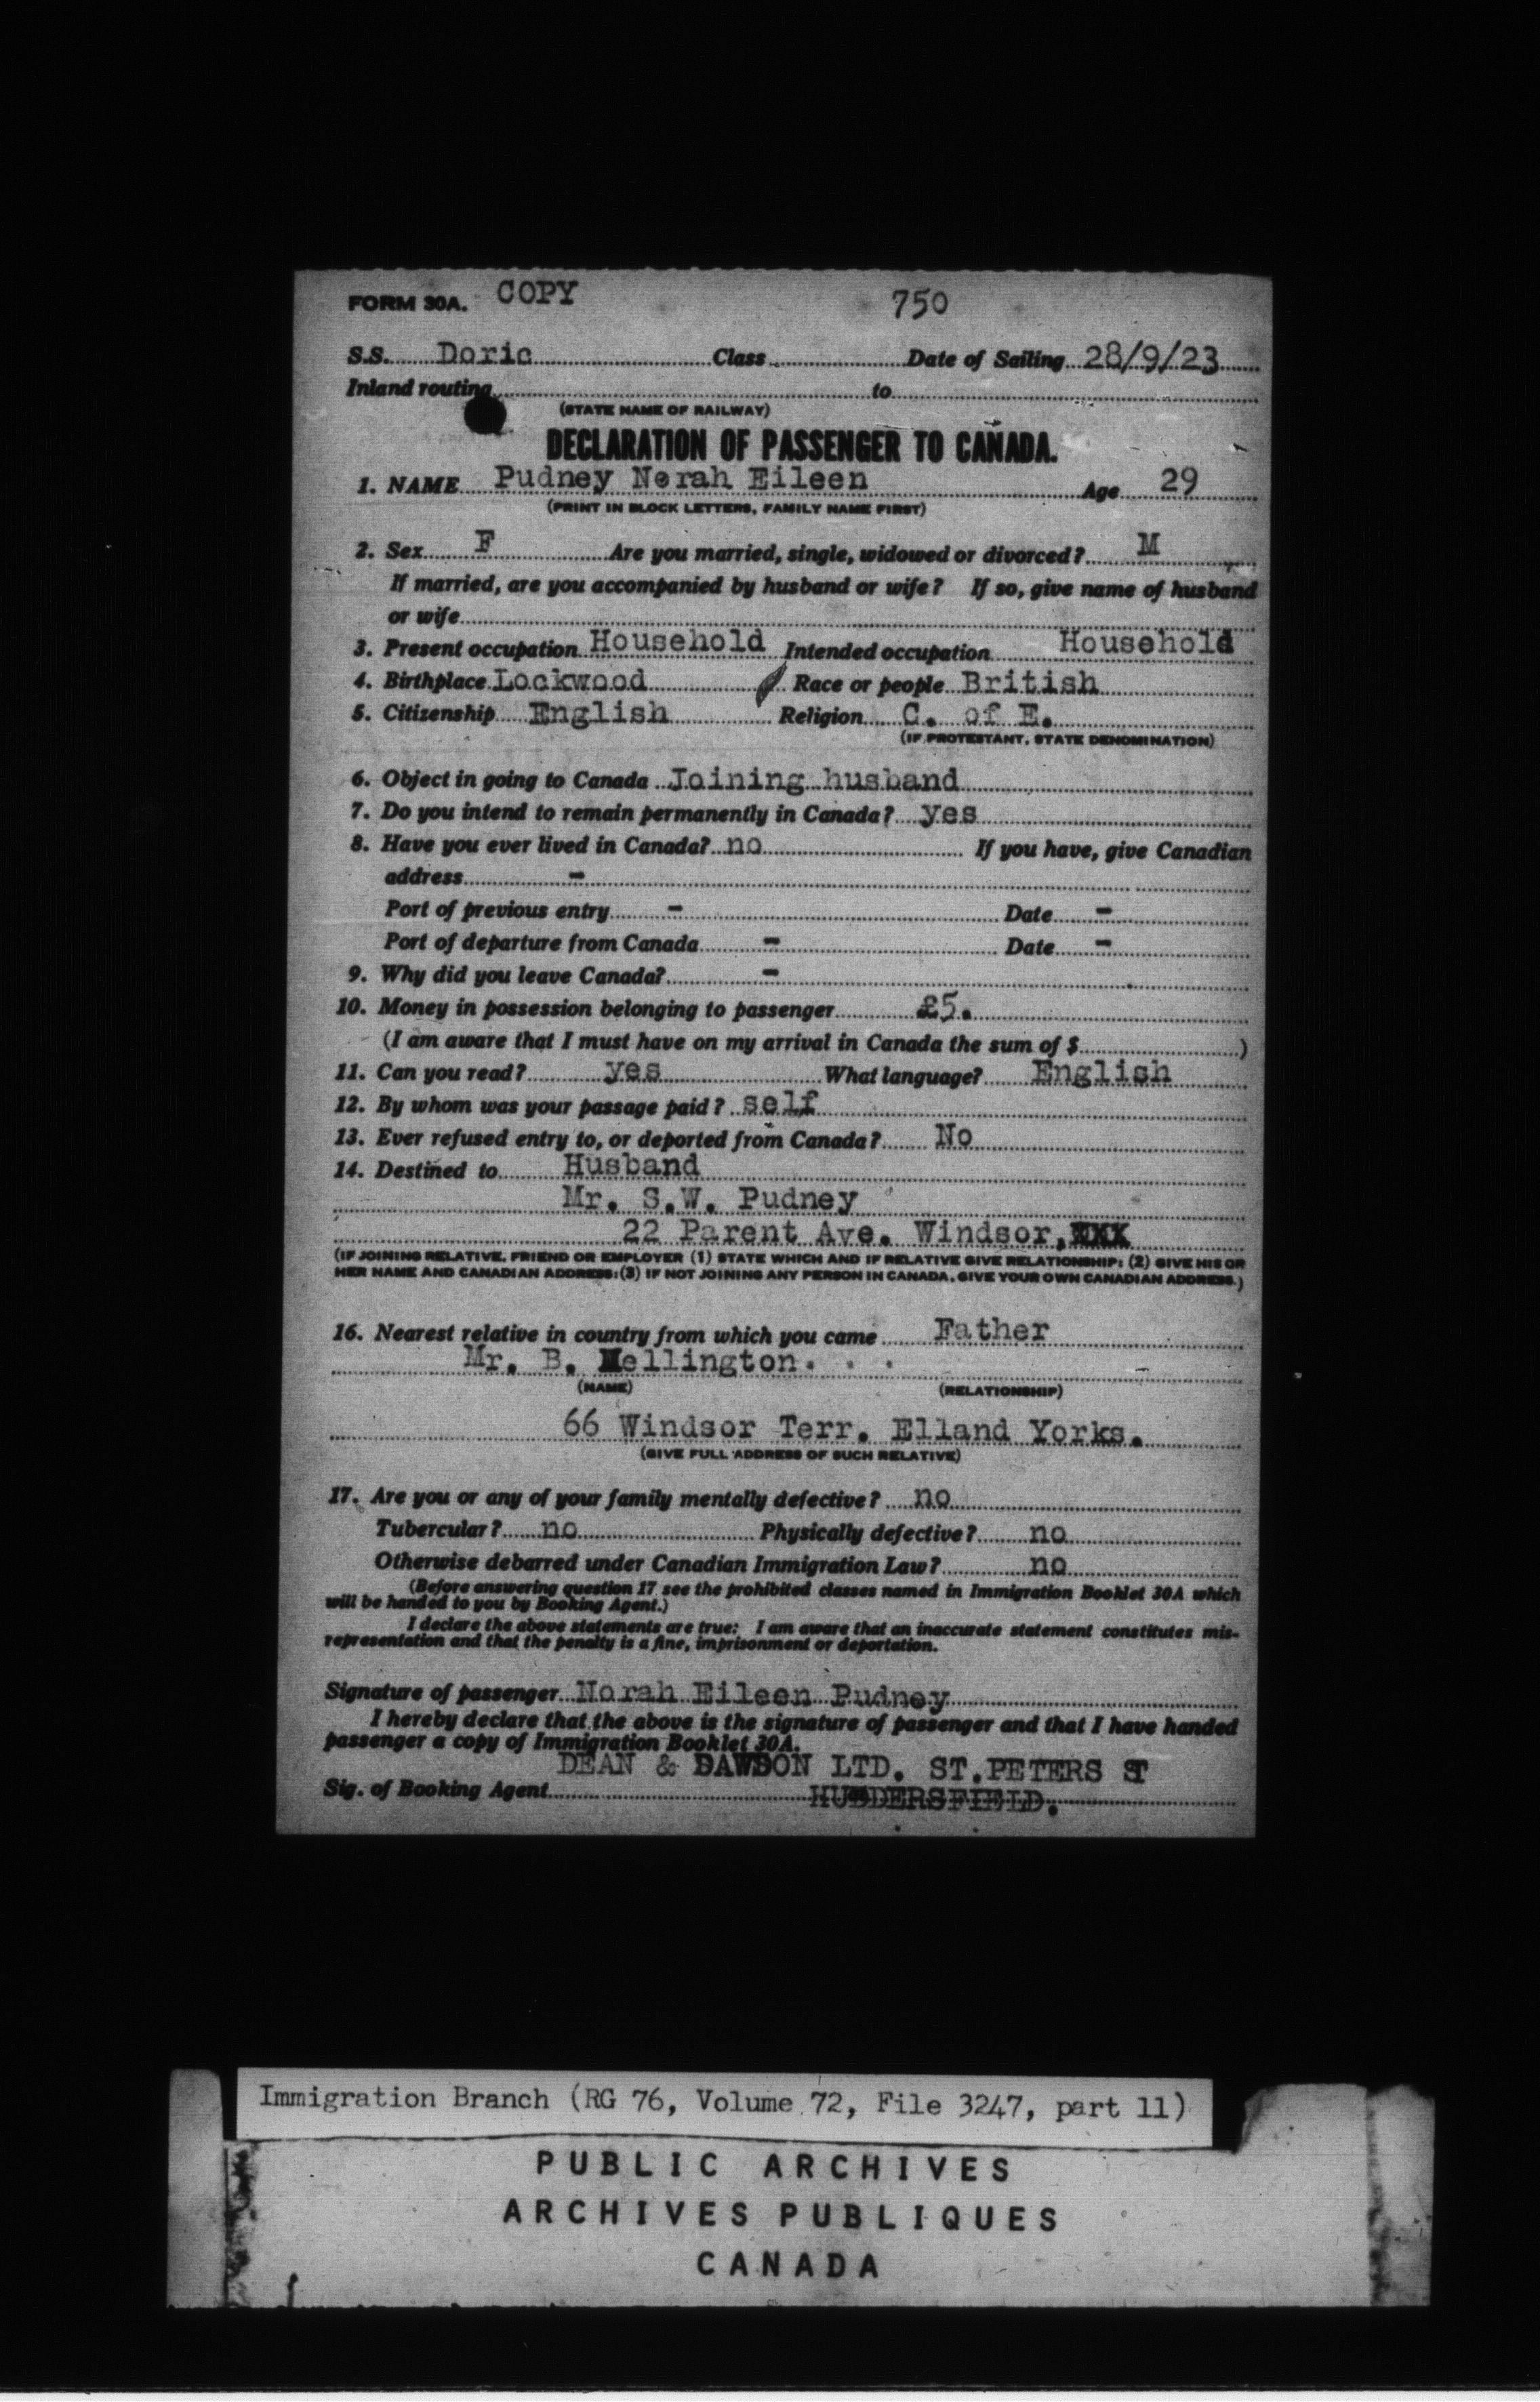 FORM 30A. COPY 750
S.S. Doric Class Date of Sailing 28/9/23
Inland routing to
(STATE NAME OF RAILWAY)
DECLARATION OF PASSENGER TO CANADA.
1. NAME Pudney Norah Eileen Age 29
(PRINT IN BLOCK LETTERS, FAMILY NAME FIRST)
2. Sex F Are you married, single, widowed or divorced? M
If married, are you accompanied by husband or wife? If so, give name of husband
or wife
3. Present occupation Household Intended occupation Household
4. Birthplace Lockwood Race or people British
5. Citizenship English Religion C. of E.
(IF PROTESTANT, STATE DENOMINATION)
6. Object in going to Canada Joining husband
7. Do you intend to remain permanently in Canada? yes
8. Have you ever lived in Canada? no If you have, give Canadian
address -
Port of previous entry - Date -
Port of departure from Canada - Date -
9. Why did you leave Canada? -
10. Money in possession belonging to passenger £5.
(I am aware that I must have on my arrival in Canada the sum of $ )
11. Can you read? yes What language? English
12. By whom was your passage paid? self
13. Ever refused entry to, or deported from Canada? No
14. Destined to Husband
Mr. S.W. Pudney
22 Parent Ave. Windsor,
(IF JOINING RELATIVE, FRIEND OR EMPLOYER (1) STATE WHICH AND IF RELATIVE GIVE RELATIONSHIP: (2) GIVE HIS OR
HER NAME AND CANADIAN ADDRESS: (3) IF NOT JOINING ANY PERSON IN CANADA, GIVE YOUR OWN CANADIAN ADDRESS.)
16. Nearest relative in country from which you came Father
Mr. B. Mellington. . .
(NAME) (RELATIONSHIP)
66 Windsor Terr. Elland Yorks.
(GIVE FULL ADDRESS OF SUCH RELATIVE)
17. Are you or any of your family mentally defective? no
Tubercular? no Physically defective? no
Otherwise debarred under Canadian Immigration Law? no
(Before answering question 17 see the prohibited classes named in Immigration Booklet 30A which
will be handed to you by Booking Agent.)
I declare the above statements are true: I am aware that an inaccurate statement constitutes mis-
representation and that the penalty is a fine, imprisonment or deportation.
Signature of passenger Norah Eileen Pudney
I hereby declare that the above is the signature of passenger and that I have handed
passenger a copy of Immigration Booklet 30A.
DEAN & DAWSON LTD. ST.PETERS ST
Sig. of Booking Agent HUDDERSFIELD.
Immigration Branch (RG 76, Volume 72, File 3247, part 11)
PUBLIC ARCHIVES
ARCHIVES PUBLIQUES
CANADA